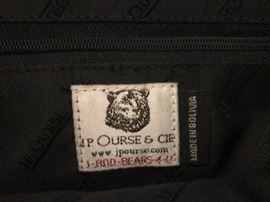 J.P. OURSE & CIE
www.jpourse.com
1-800-BEARS-4-U
MADE IN BOLIVIA